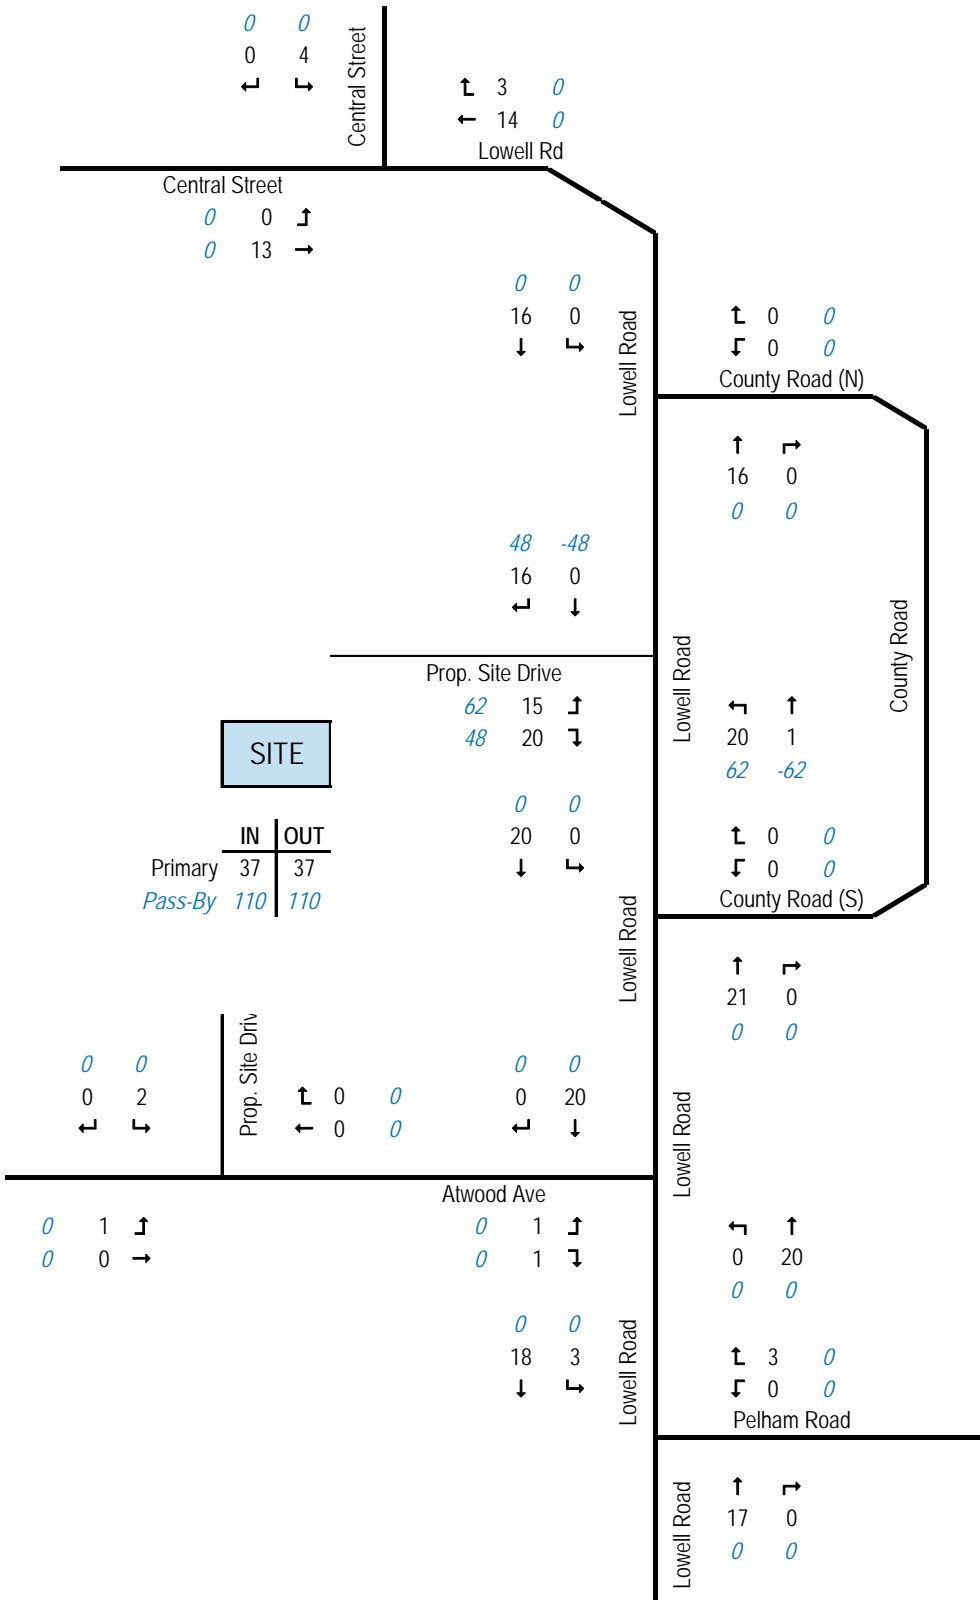 0 0
0 4
Central Street
3 0
14 0
Lowell Rd
Central Street
0 0
0 13
0 0
16 0
Lowell Road
0 0
0 0
County Road (N)
16 0
0 0
48 -48
16 0
County Road
Prop. Site Drive
62 15
48 20
Lowell Road
20 1
62 -62
SITE
IN OUT
Primary 37 37
Pass-By 110 110
0 0
20 0
Lowell Road
0 0
0 0
County Road (S)
21 0
0 0
0 0
0 2
Prop. Site Driv
0 0
0 0
0 0
0 20
Lowell Road
Atwood Ave
0 1
0 0
0 1
0 1
0 20
0 0
0 0
18 3
Lowell Road
3 0
0 0
Pelham Road
Lowell Road
17 0
0 0